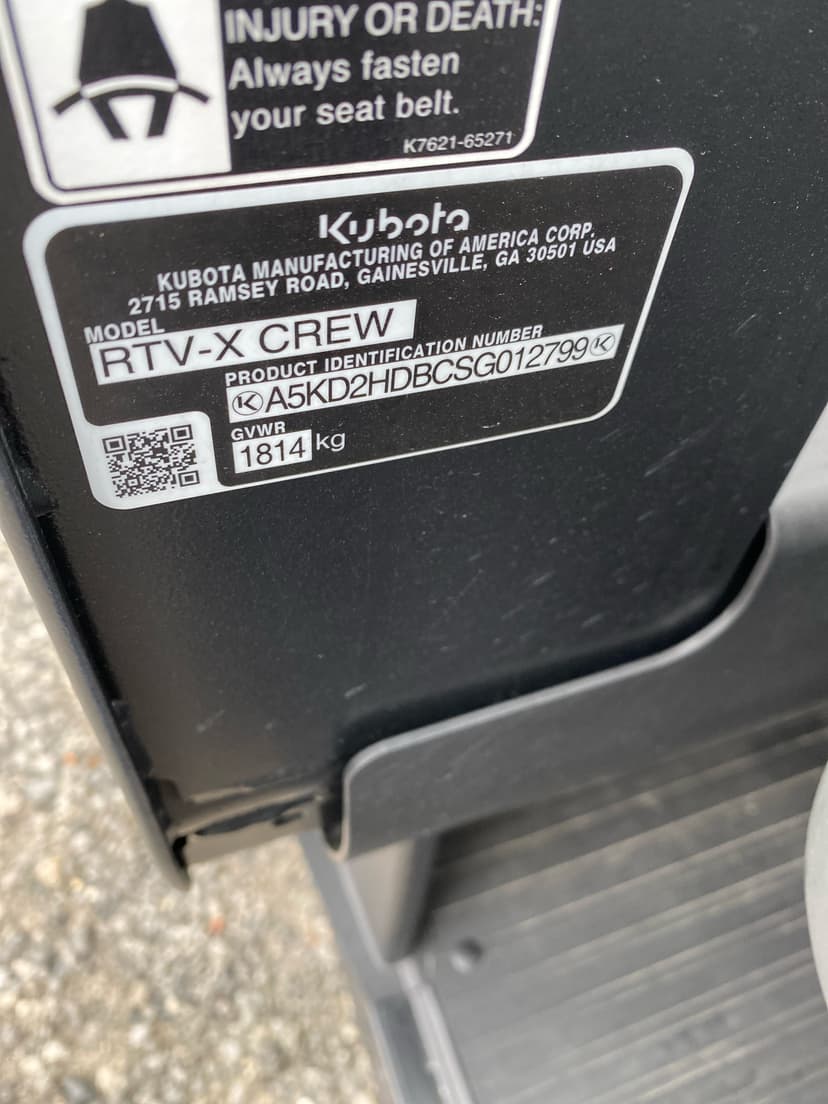 INJURY OR DEATH:
Always fasten
your seat belt.
K7621-65271
Kubota
KUBOTA MANUFACTURING OF AMERICA CORP.
2715 RAMSEY ROAD, GAINESVILLE, GA 30501 USA
MODEL
RTV-X CREW
PRODUCT IDENTIFICATION NUMBER
A5KD2HDBCSG012799
GVWR
1814 kg